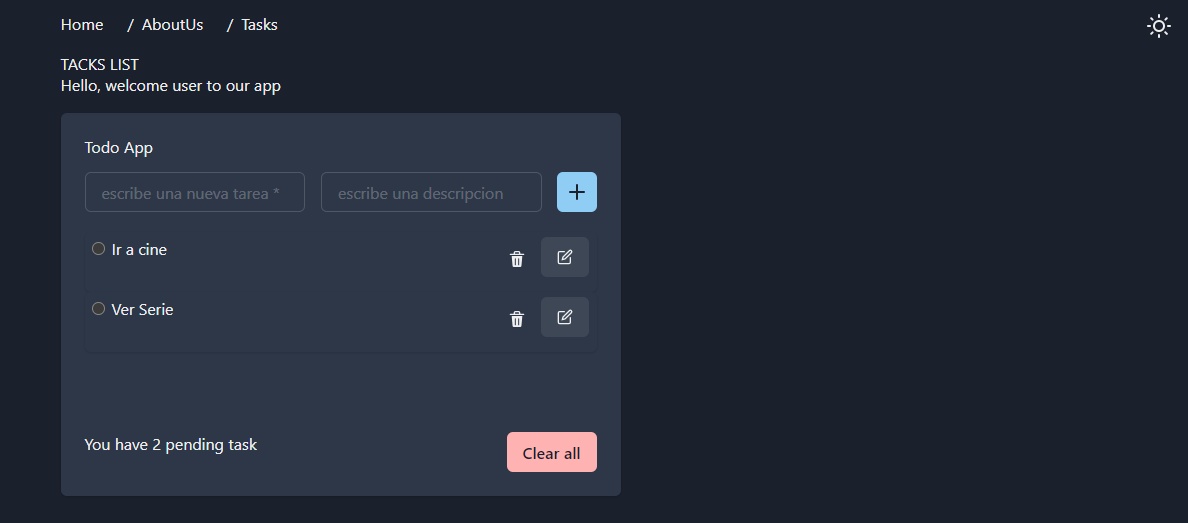 Home / AboutUs / Tasks
TACKS LIST
Hello, welcome user to our app
Todo App
escribe una nueva tarea * escribe una descripcion
Ir a cine
Ver Serie
You have 2 pending task Clear all